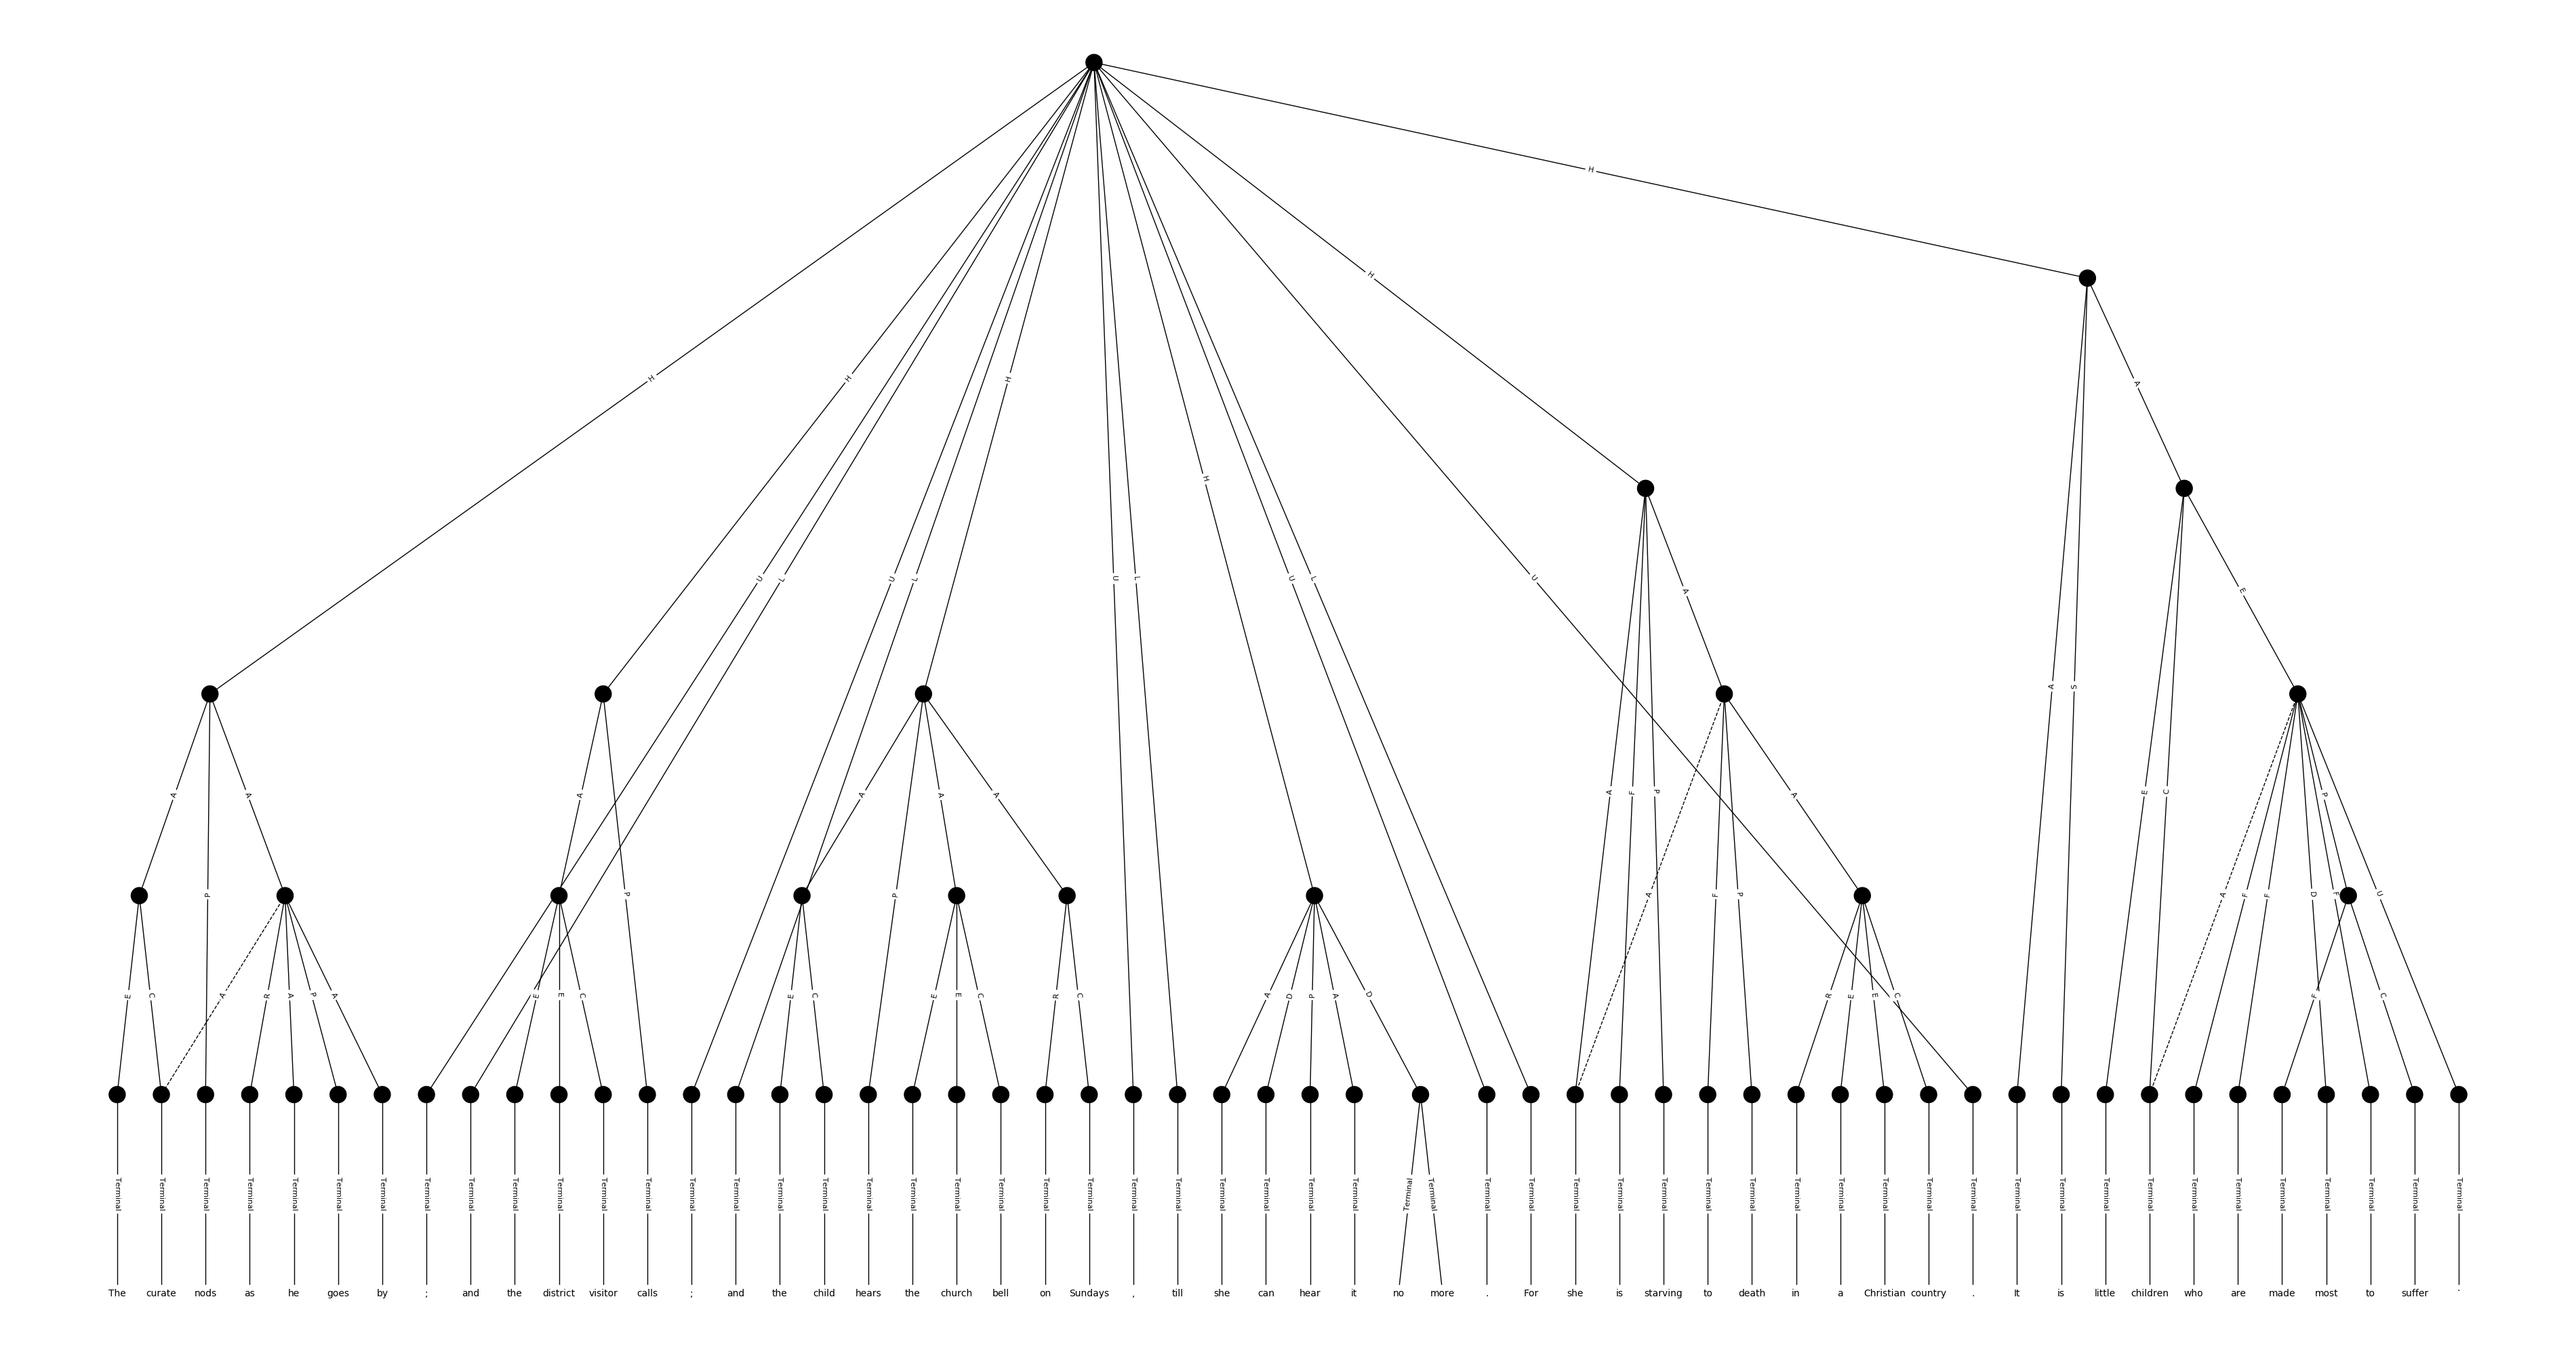 H
H
A
H H H
H
U L U L U L U L U E
A S
A A A A A A A F P A A E C P
P P P F P A F F D F U
E C A R A P A E E C E C E E C R C A D P A D R E E C F C
Terminal Terminal Terminal Terminal Terminal Terminal Terminal Terminal Terminal Terminal Terminal Terminal Terminal Terminal Terminal Terminal Terminal Terminal Terminal Terminal Terminal Terminal Terminal Terminal Terminal Terminal Terminal Terminal Terminal Terminal Terminal Terminal Terminal Terminal Terminal Terminal Terminal Terminal Terminal Terminal Terminal Terminal Terminal Terminal Terminal Terminal Terminal Terminal Terminal Terminal Terminal Terminal Terminal Terminal
The curate nods as he goes by ; and the district visitor calls ; and the child hears the church bell on Sundays , till she can hear it no more . For she is starving to death in a Christian country . It is little children who are made most to suffer .